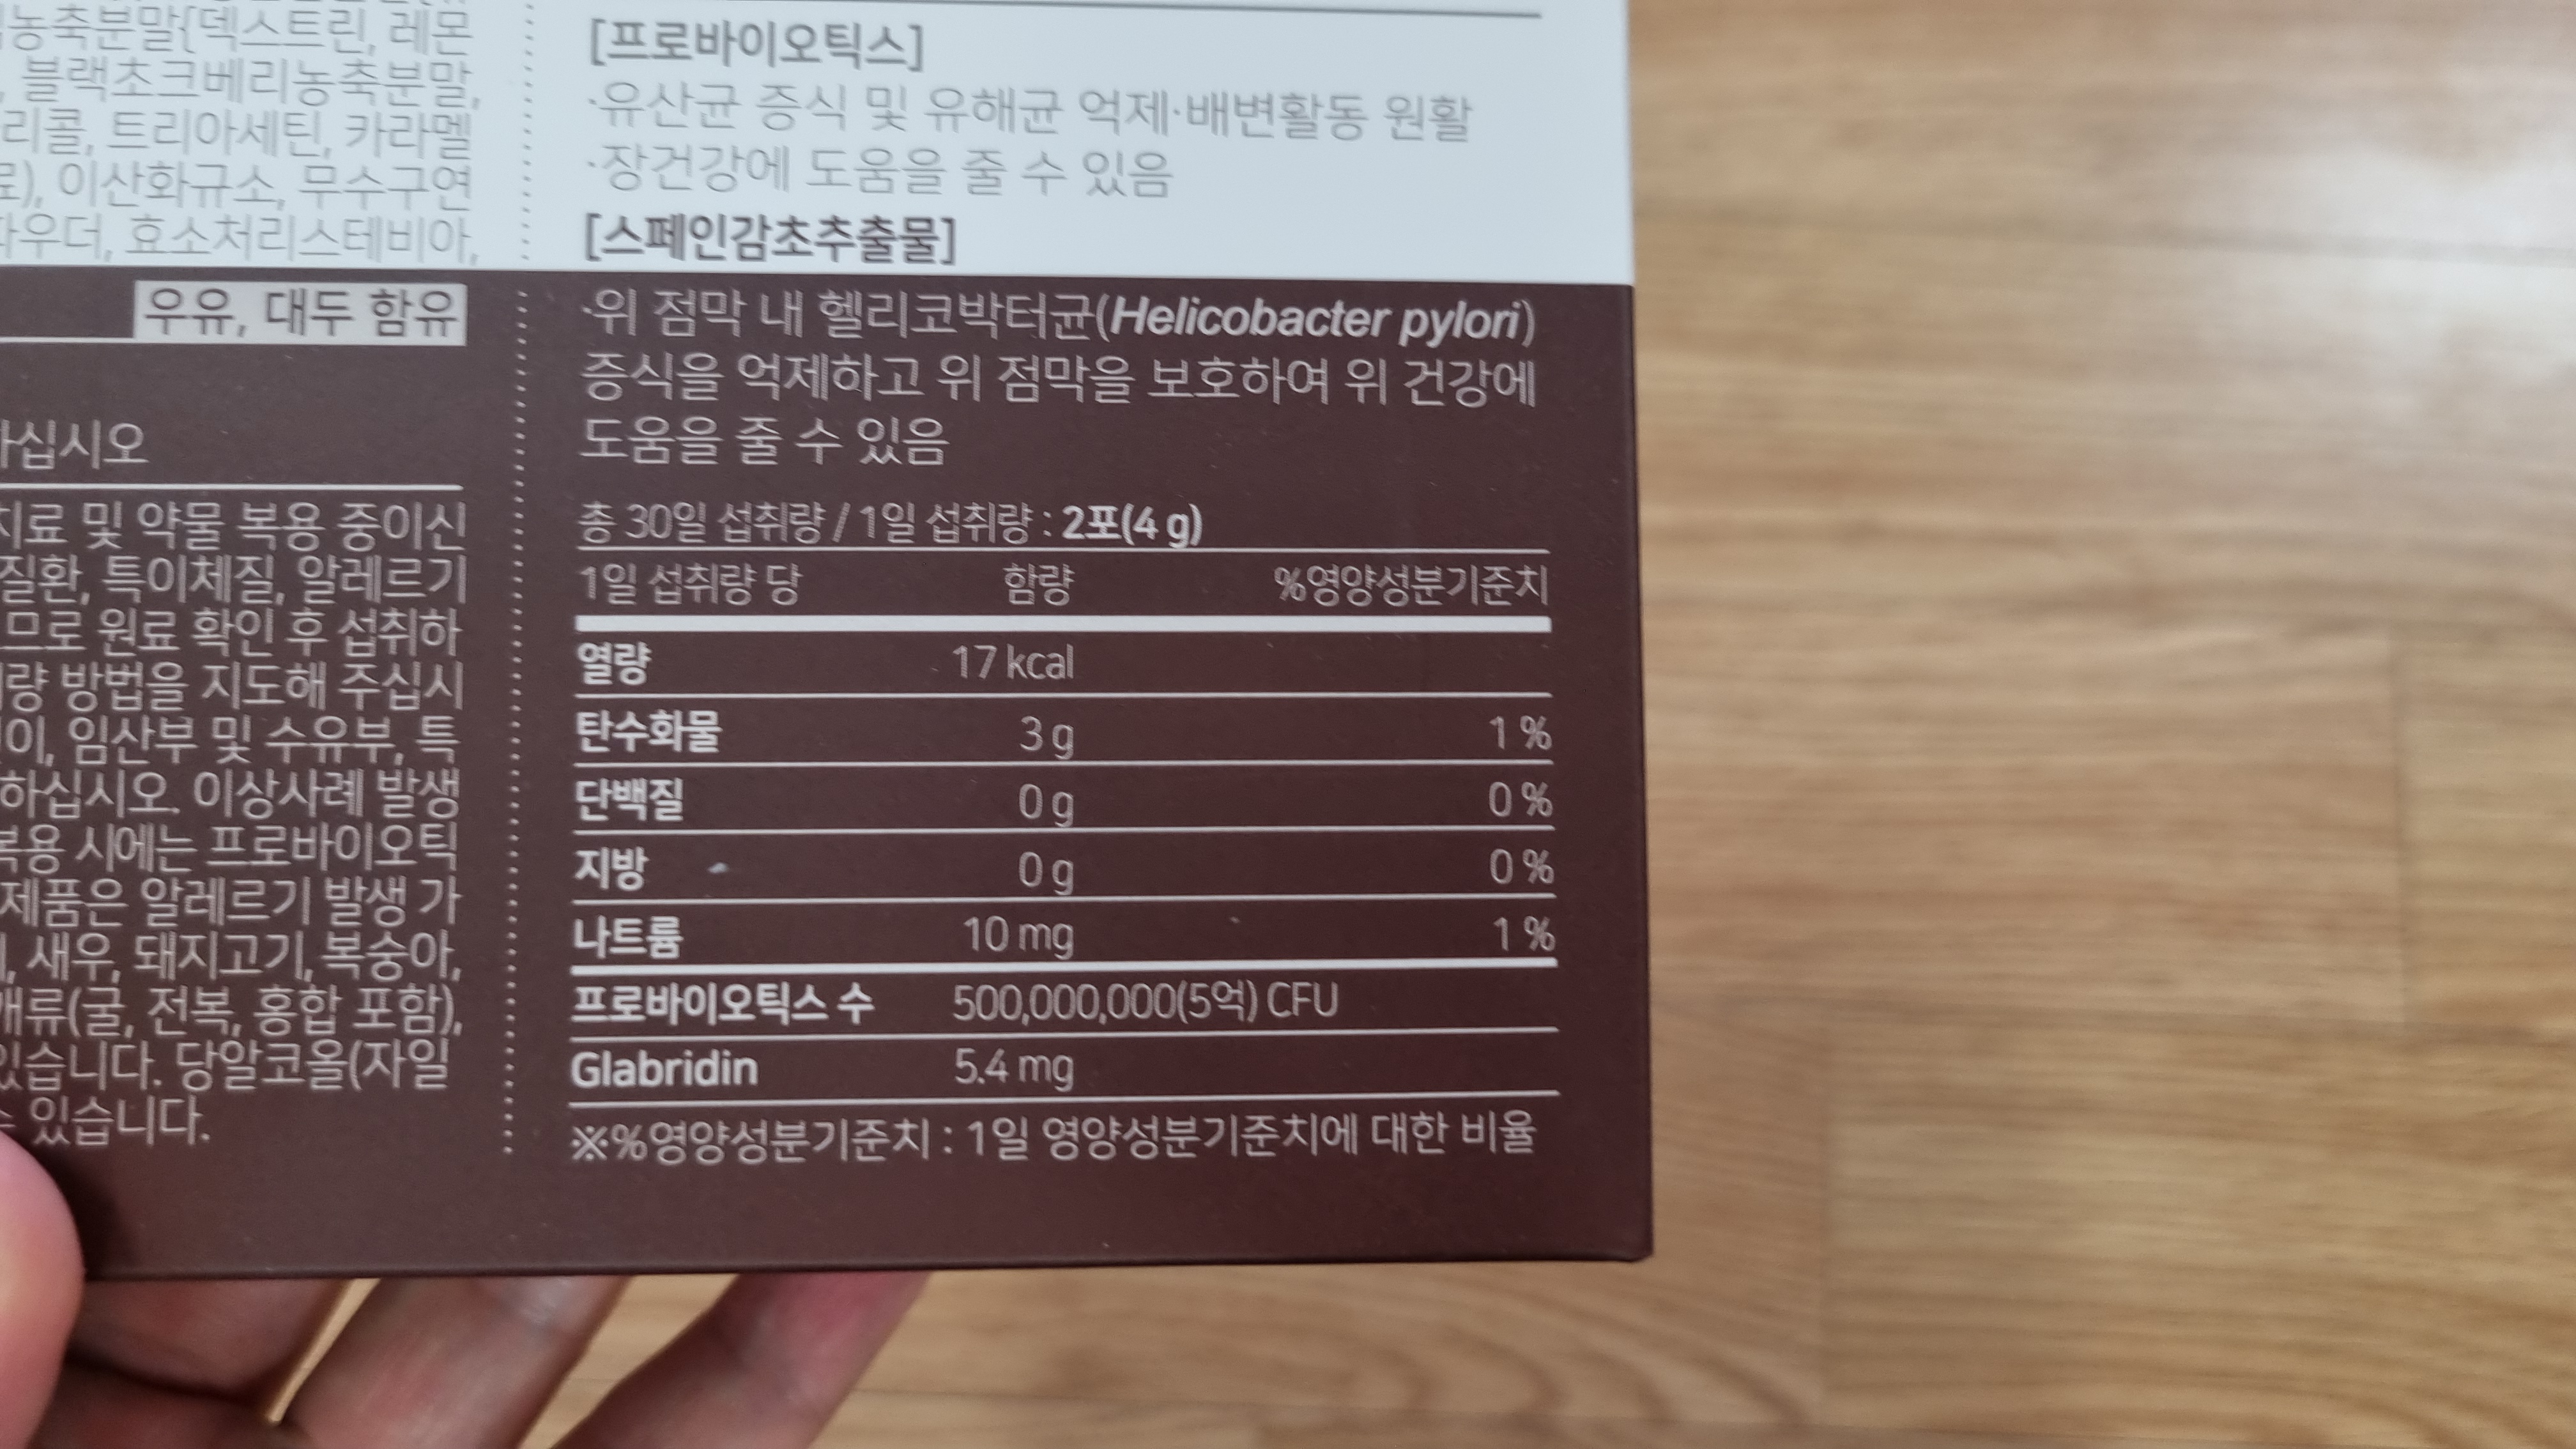 농축분말{덱스트린, 레몬
, 블랙초크베리농축분말,
리콜, 트리아세틴, 카라멜
료), 이산화규소, 무수구연
파우더, 효소처리스테비아,
우유, 대두 함유
하십시오
치료 및 약물 복용 중이신
질환, 특이체질, 알레르기
므로 원료 확인 후 섭취하
방법을 지도해 주십시
임산부 및 수유부, 특
하십시오. 이상사례 발생
복용 시에는 프로바이오틱
제품은 알레르기 발생 가
, 새우, 돼지고기, 복숭아,
개류(굴, 전복, 홍합 포함),
있습니다. 당알코올(자일
수 있습니다.
[프로바이오틱스]
·유산균 증식 및 유해균 억제·배변활동 원활
·장건강에 도움을 줄 수 있음
[스페인감초추출물]
·위 점막 내 헬리코박터균(Helicobacter pylori)
증식을 억제하고 위 점막을 보호하여 위 건강에
도움을 줄 수 있음
총 30일 섭취량 / 1일 섭취량 : 2포(4 g)
1일 섭취량 당 함량 %영양성분기준치
열량 17 kcal
탄수화물 3 g 1 %
단백질 0 g 0 %
지방 0 g 0 %
나트륨 10 mg 1 %
프로바이오틱스 수 500,000,000(5억) CFU
Glabridin 5.4 mg
※%영양성분기준치 : 1일 영양성분기준치에 대한 비율